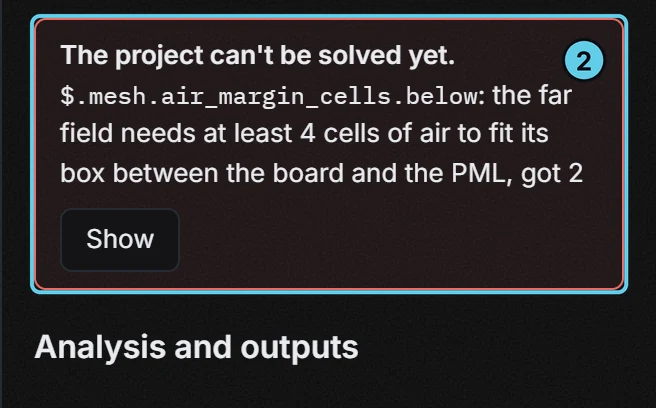 The project can't be solved yet.
2
$.mesh.air_margin_cells.below: the far
field needs at least 4 cells of air to fit its
box between the board and the PML, got 2
Show
Analysis and outputs